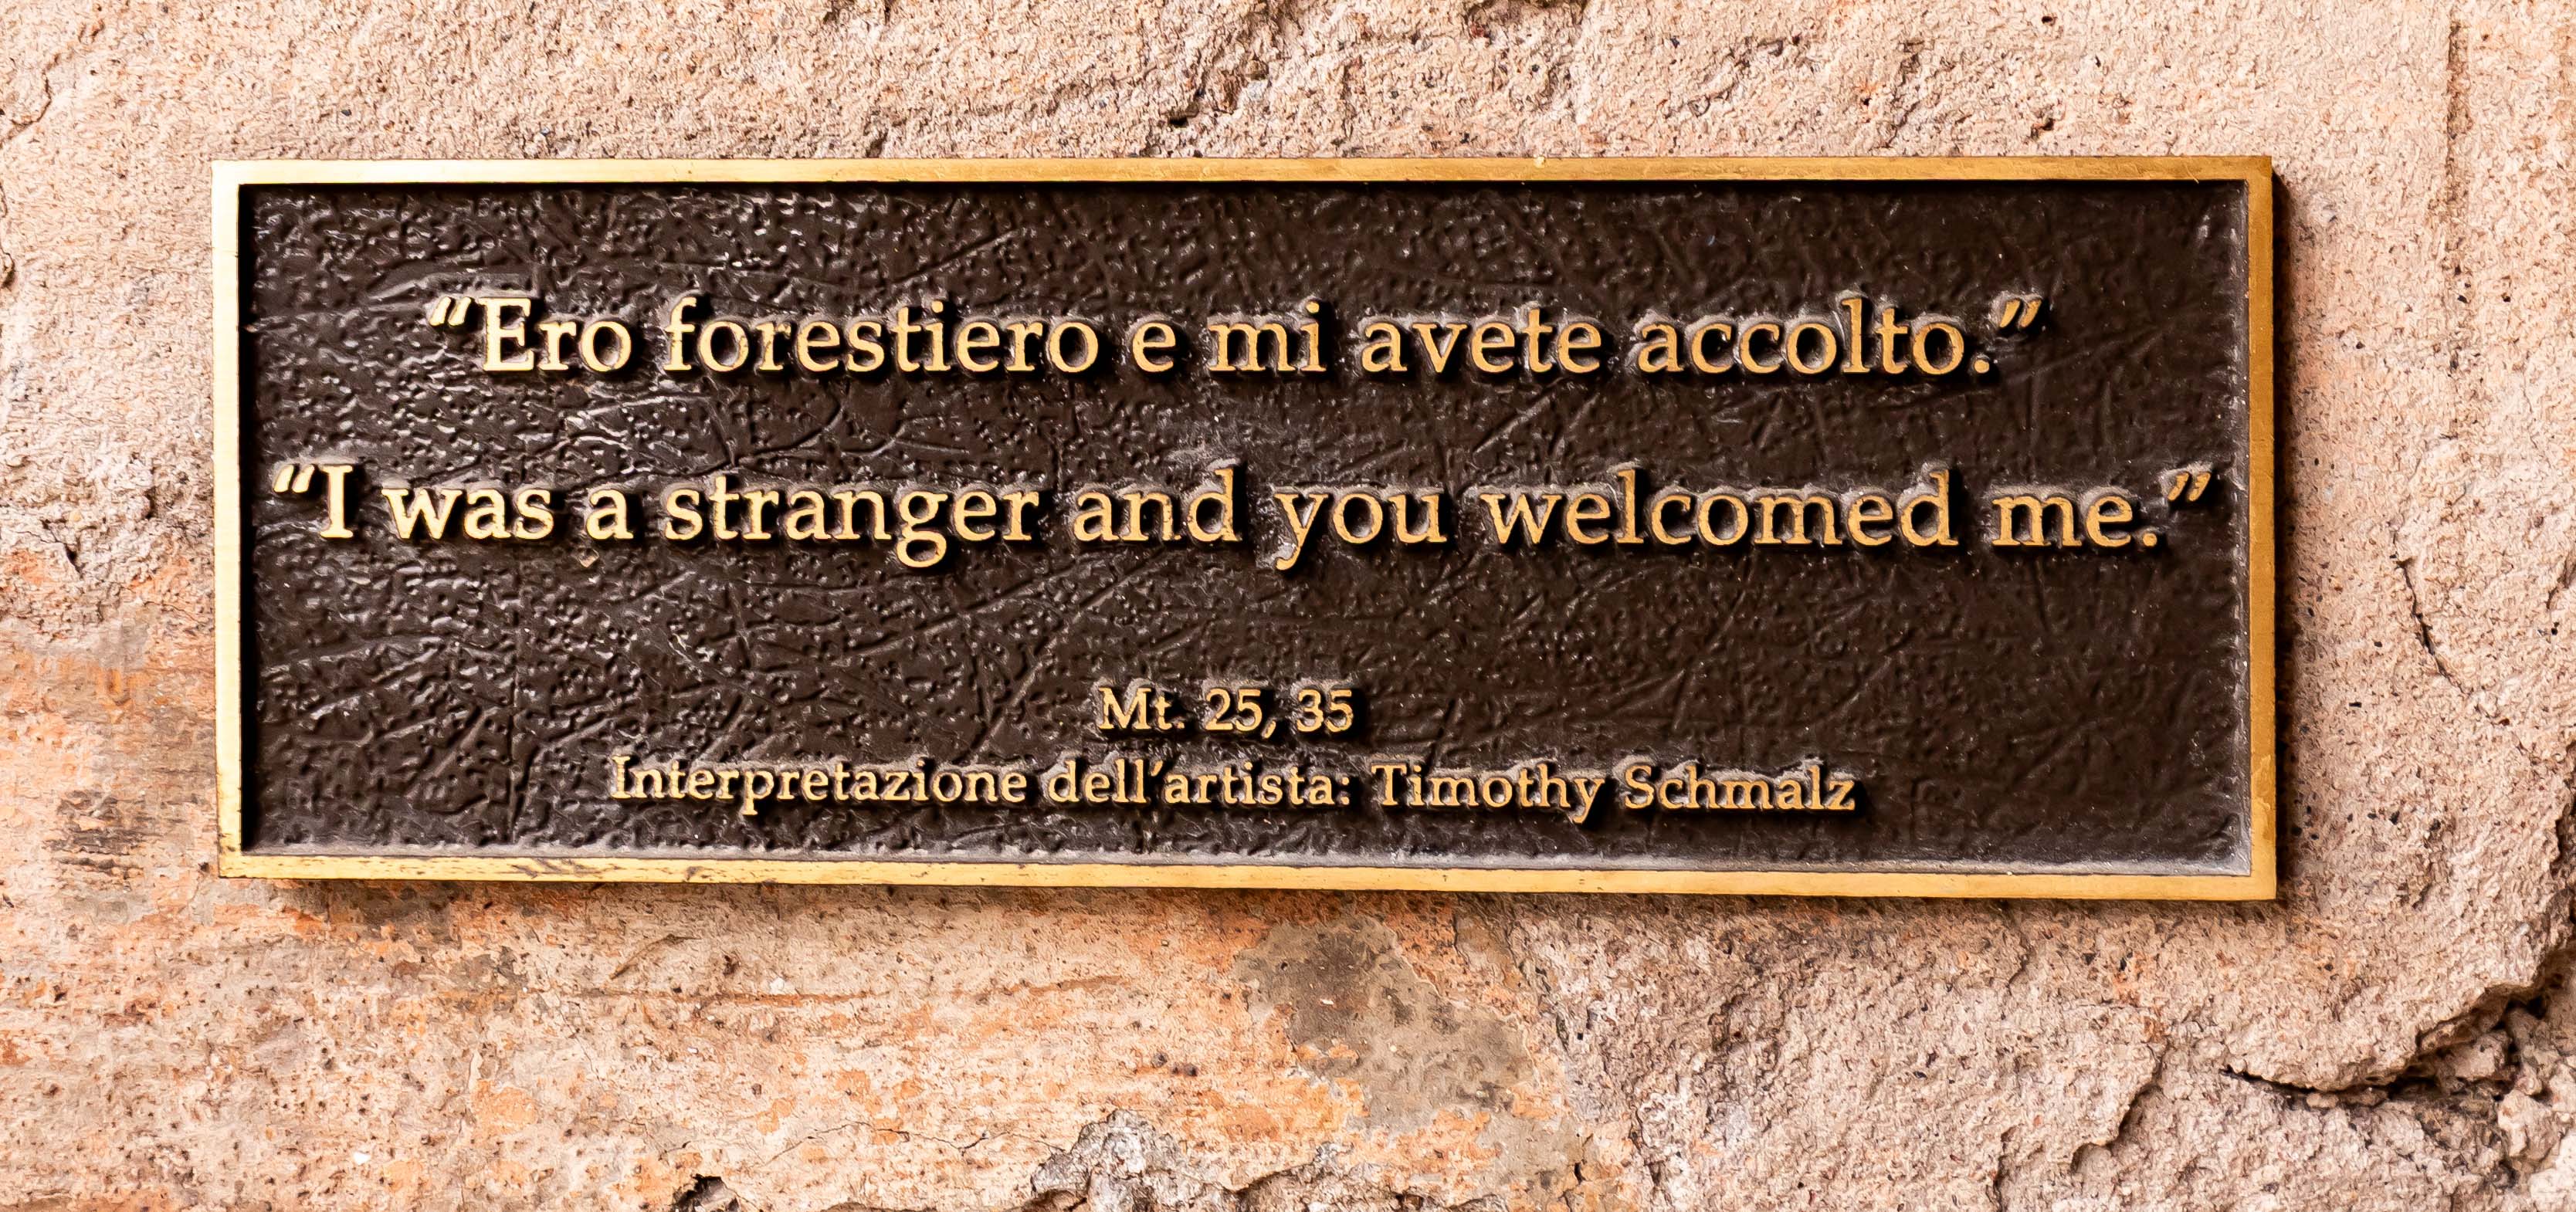 “Ero forestiero e mi avete accolto.”
“I was a stranger and you welcomed me.”
Mt. 25, 35
Interpretazione dell’artista: Timothy Schmalz